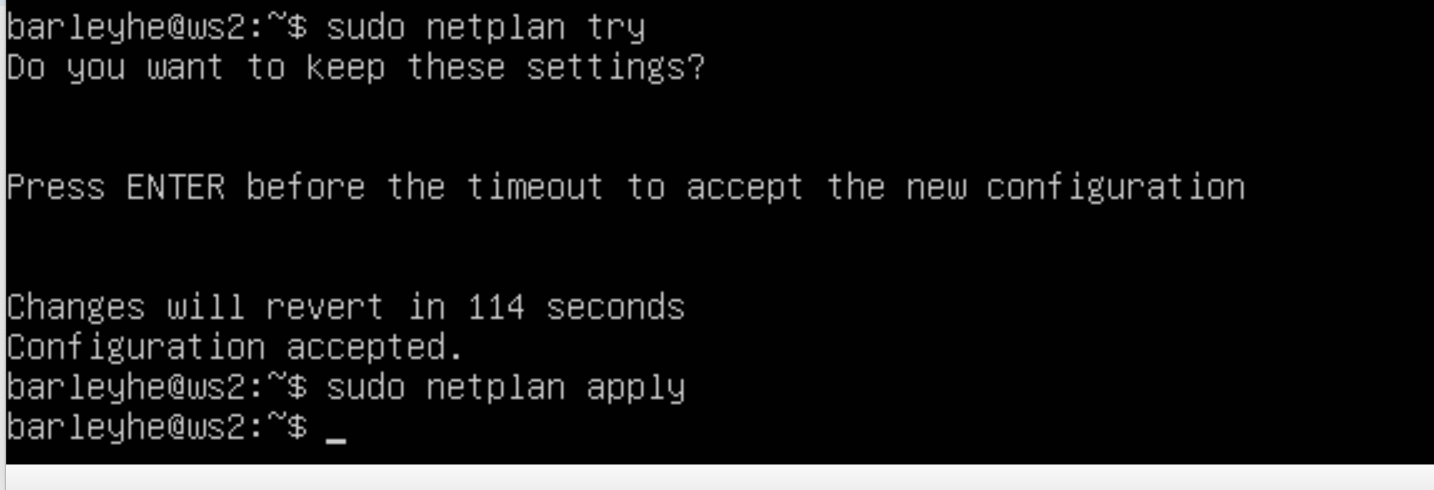 barleyhe@ws2:~$ sudo netplan try
Do you want to keep these settings?
Press ENTER before the timeout to accept the new configuration
Changes will revert in 114 seconds
Configuration accepted.
barleyhe@ws2:~$ sudo netplan apply
barleyhe@ws2:~$ _